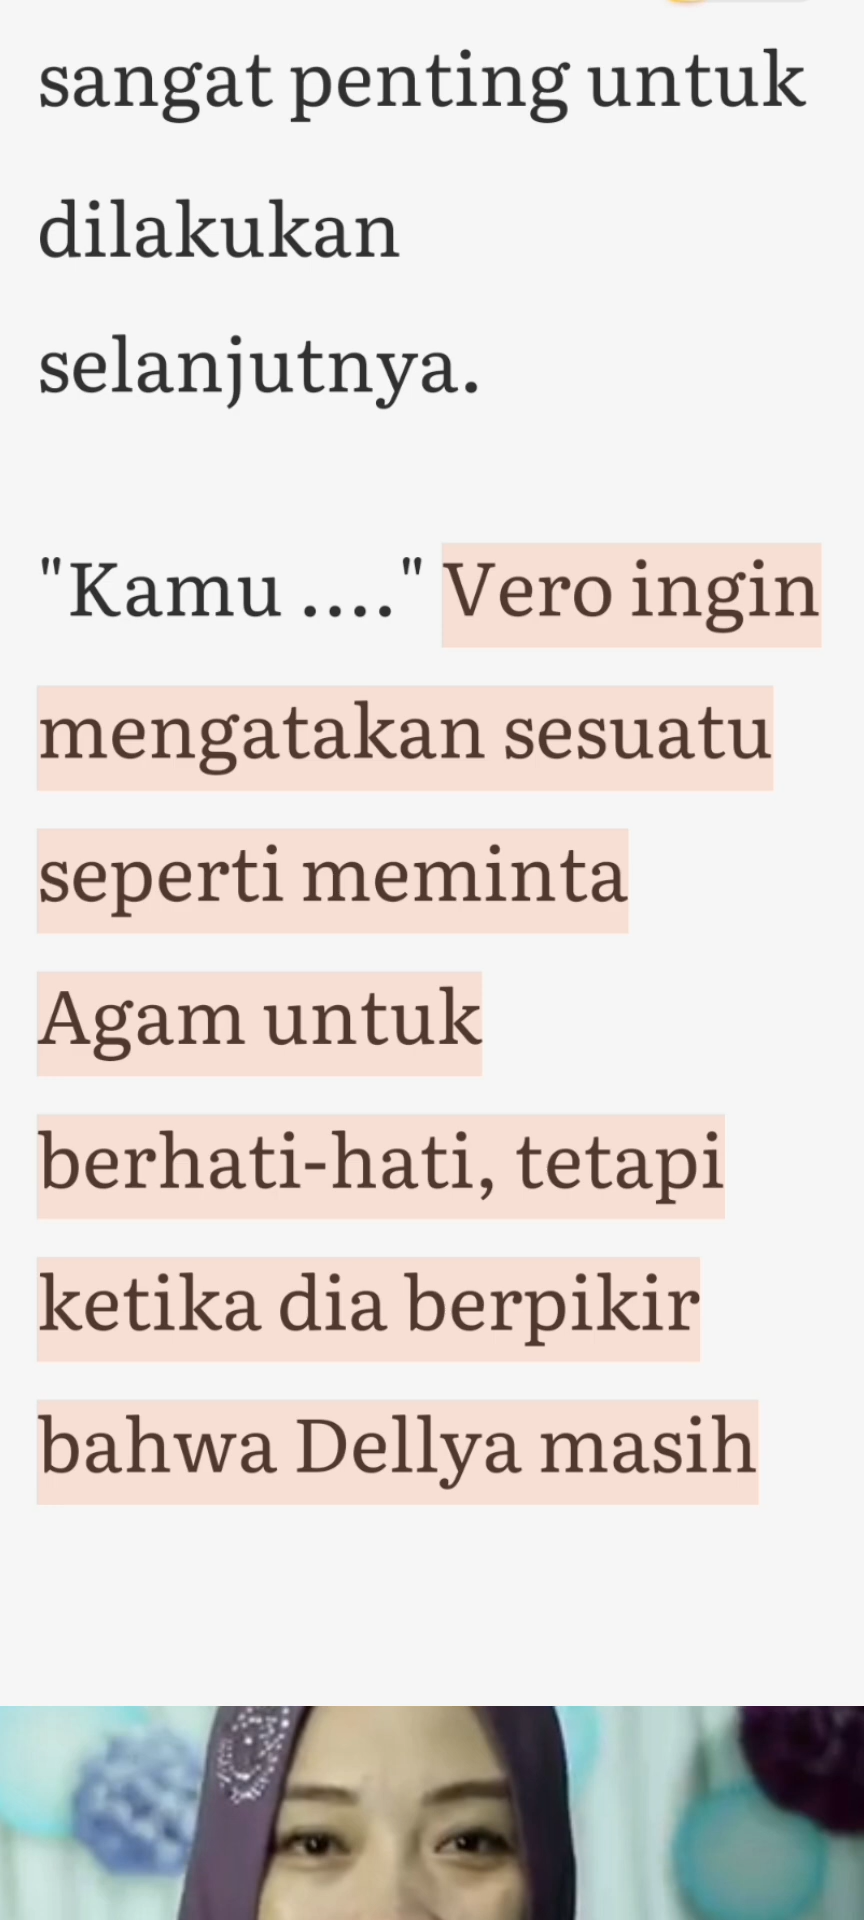 sangat penting untuk
dilakukan
selanjutnya.
"Kamu ...." Vero ingin
mengatakan sesuatu
seperti meminta
Agam untuk
berhati-hati, tetapi
ketika dia berpikir
bahwa Dellya masih